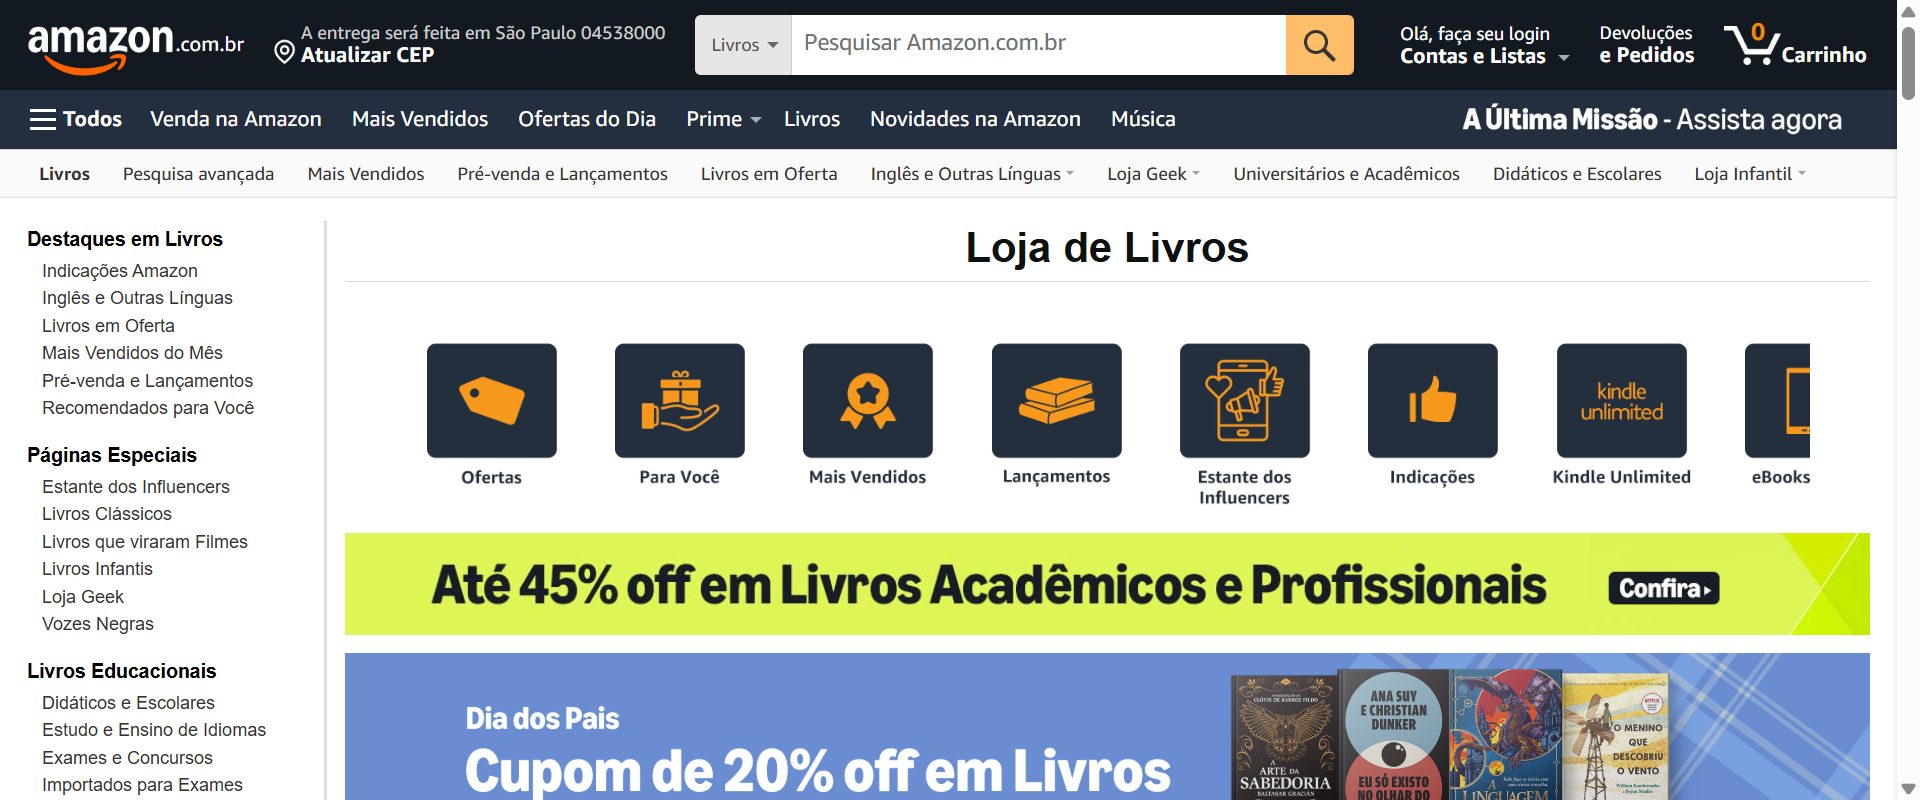 amazon.com.br
A entrega será feita em São Paulo 04538000
Atualizar CEP
Livros
Pesquisar Amazon.com.br
Olá, faça seu login
Contas e Listas
Devoluções
e Pedidos
0
Carrinho
Todos
Venda na Amazon
Mais Vendidos
Ofertas do Dia
Prime
Livros
Novidades na Amazon
Música
A Última Missão - Assista agora
Livros
Pesquisa avançada
Mais Vendidos
Pré-venda e Lançamentos
Livros em Oferta
Inglês e Outras Línguas
Loja Geek
Universitários e Acadêmicos
Didáticos e Escolares
Loja Infantil
Destaques em Livros
Indicações Amazon
Inglês e Outras Línguas
Livros em Oferta
Mais Vendidos do Mês
Pré-venda e Lançamentos
Recomendados para Você
Páginas Especiais
Estante dos Influencers
Livros Clássicos
Livros que viraram Filmes
Livros Infantis
Loja Geek
Vozes Negras
Livros Educacionais
Didáticos e Escolares
Estudo e Ensino de Idiomas
Exames e Concursos
Importados para Exames
Loja de Livros
Ofertas
Para Você
Mais Vendidos
Lançamentos
Estante dos
Influencers
Indicações
kindle
unlimited
Kindle Unlimited
eBooks
Até 45% off em Livros Acadêmicos e Profissionais
Confira
Dia dos Pais
Cupom de 20% off em Livros
CLÓVIS DE BARROS FILHO
A
ARTE DA
SABEDORIA
BALTASAR GRACIÁN
ANA SUY
E CHRISTIAN
DUNKER
EU SÓ EXISTO
NO OLHAR DO
A
LINGUAGEM
NETFLIX
O MENINO
QUE
DESCOBRIU
O VENTO
William Kamkwamba
e Bryan Mealer